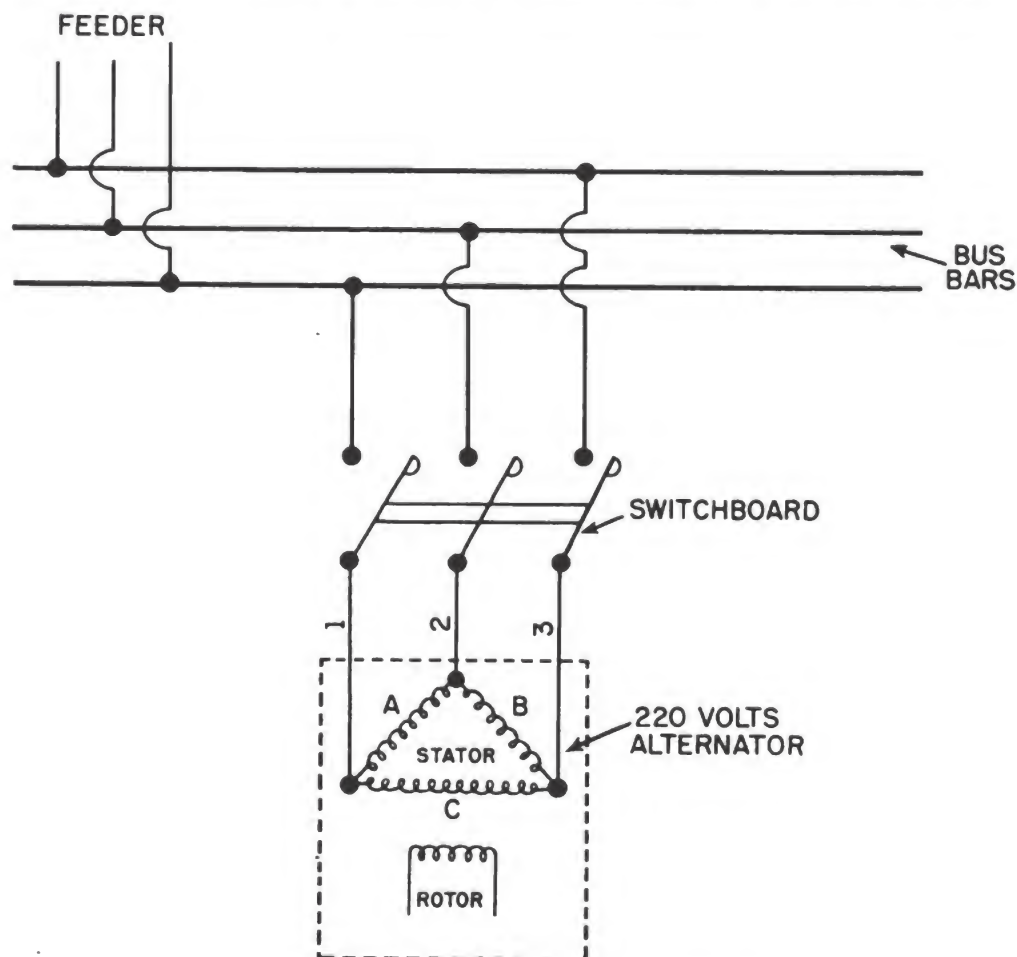 FEEDER
BUS
BARS
SWITCHBOARD
1
2
3
A
B
STATOR
C
220 VOLTS
ALTERNATOR
ROTOR